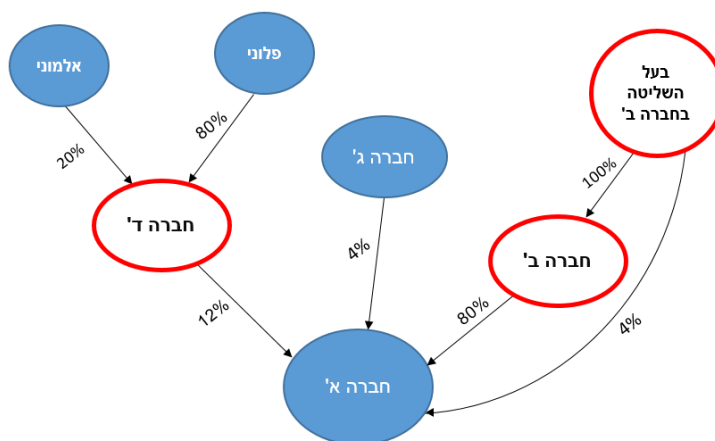 אלמוני
פלוני
בעל
השליטה
בחברה ב'
20%
80%
חברה ג'
100%
חברה ד'
4%
חברה ב'
12%
80%
4%
חברה א'